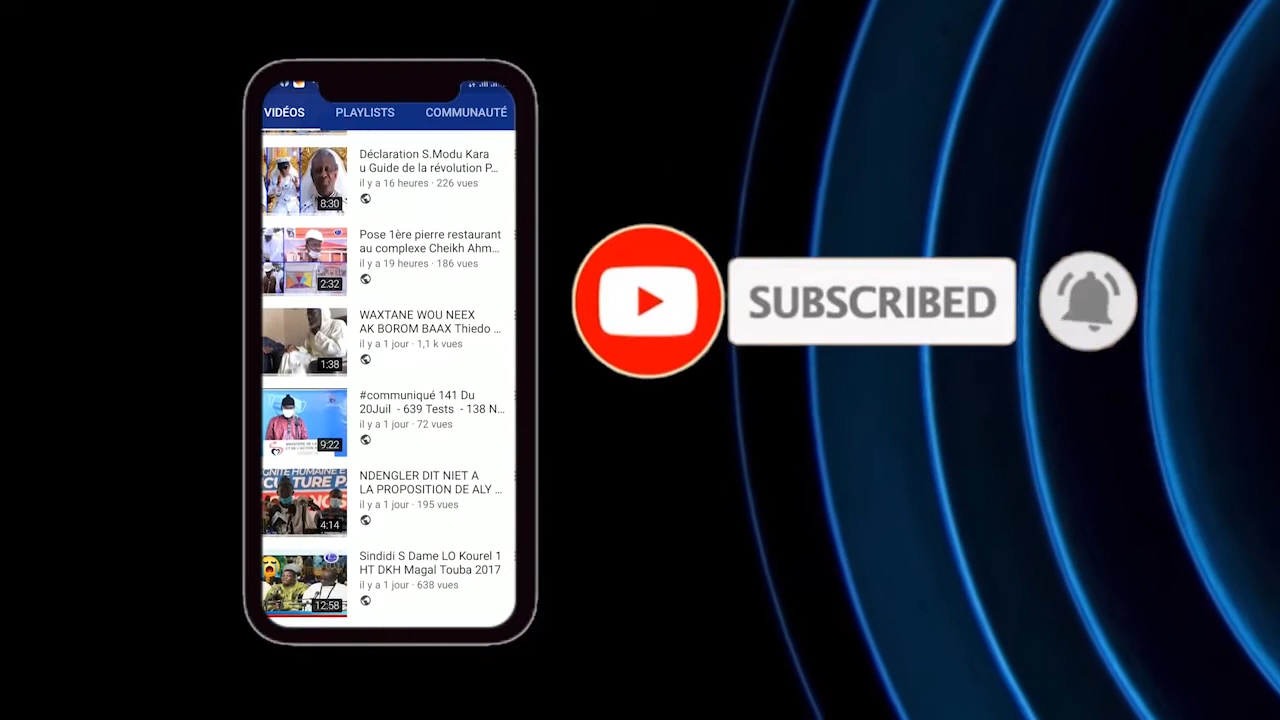 VIDÉOS PLAYLISTS COMMUNAUTÉ
Déclaration S.Modu Kara
u Guide de la révolution P...
il y a 16 heures · 226 vues
8:30
Pose 1ère pierre restaurant
au complexe Cheikh Ahm...
il y a 19 heures · 186 vues
2:32
WAXTANE WOU NEEX
AK BOROM BAAX Thiedo ...
il y a 1 jour · 1,1 k vues
1:38
#communiqué 141 Du
20Juil - 639 Tests - 138 N...
il y a 1 jour · 72 vues
9:22
NDENGLER DIT NIET A
LA PROPOSITION DE ALY ...
il y a 1 jour · 195 vues
4:14
Sindidi S Dame LO Kourel 1
HT DKH Magal Touba 2017
il y a 1 jour · 638 vues
12:58
SUBSCRIBED